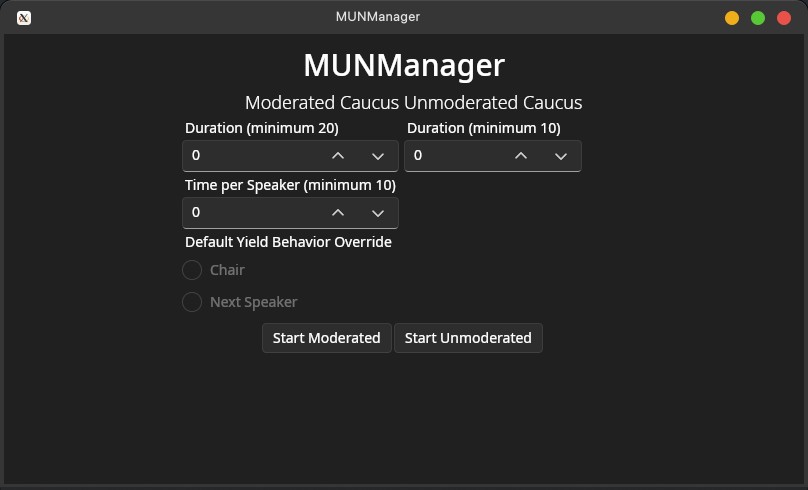 MUNManager
MUNManager
Moderated Caucus Unmoderated Caucus
Duration (minimum 20) Duration (minimum 10)
0 0
Time per Speaker (minimum 10)
0
Default Yield Behavior Override
Chair
Next Speaker
Start Moderated Start Unmoderated